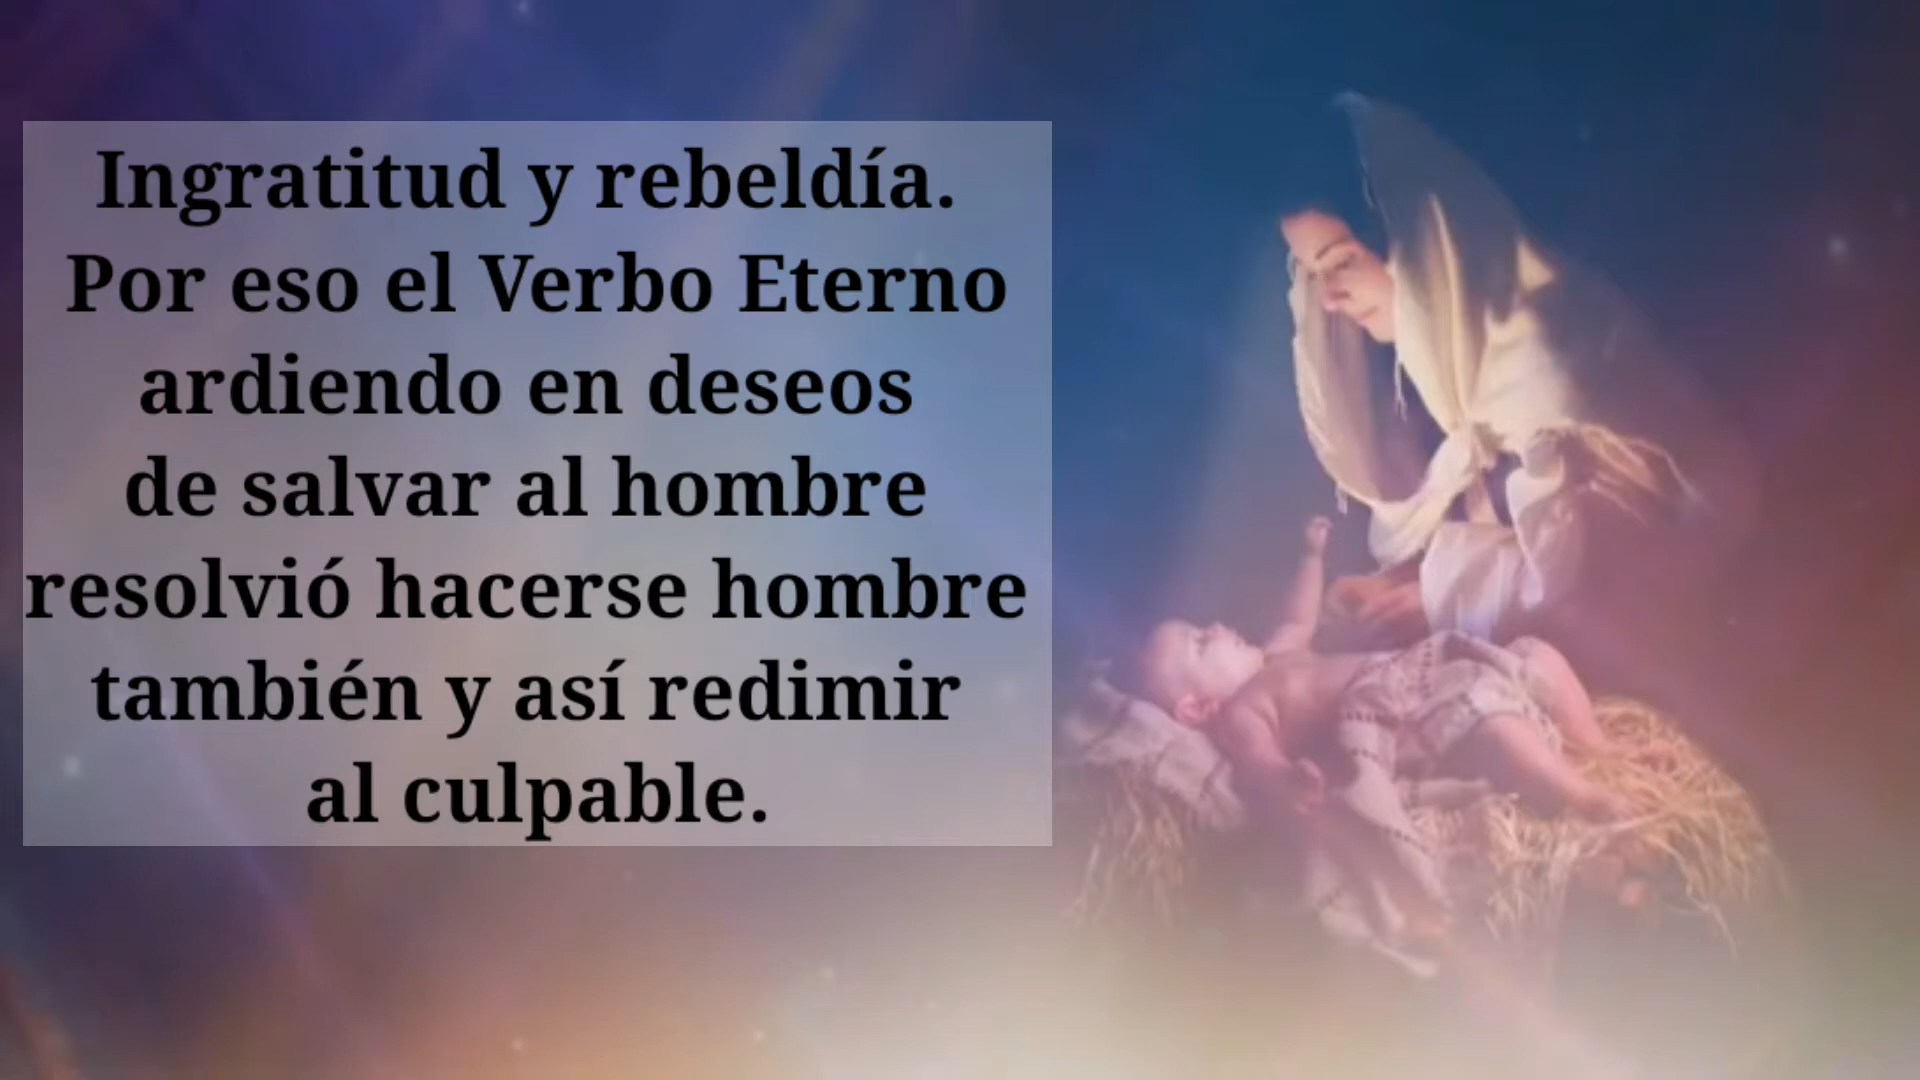 Ingratitud y rebeldía.
Por eso el Verbo Eterno
ardiendo en deseos
de salvar al hombre
resolvió hacerse hombre
también y así redimir
al culpable.